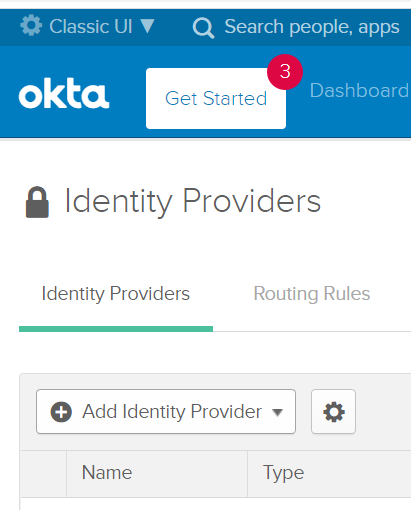 Classic UI ▼ Search people, apps
okta Get Started 3 Dashboard
Identity Providers
Identity Providers Routing Rules
Add Identity Provider
Name Type